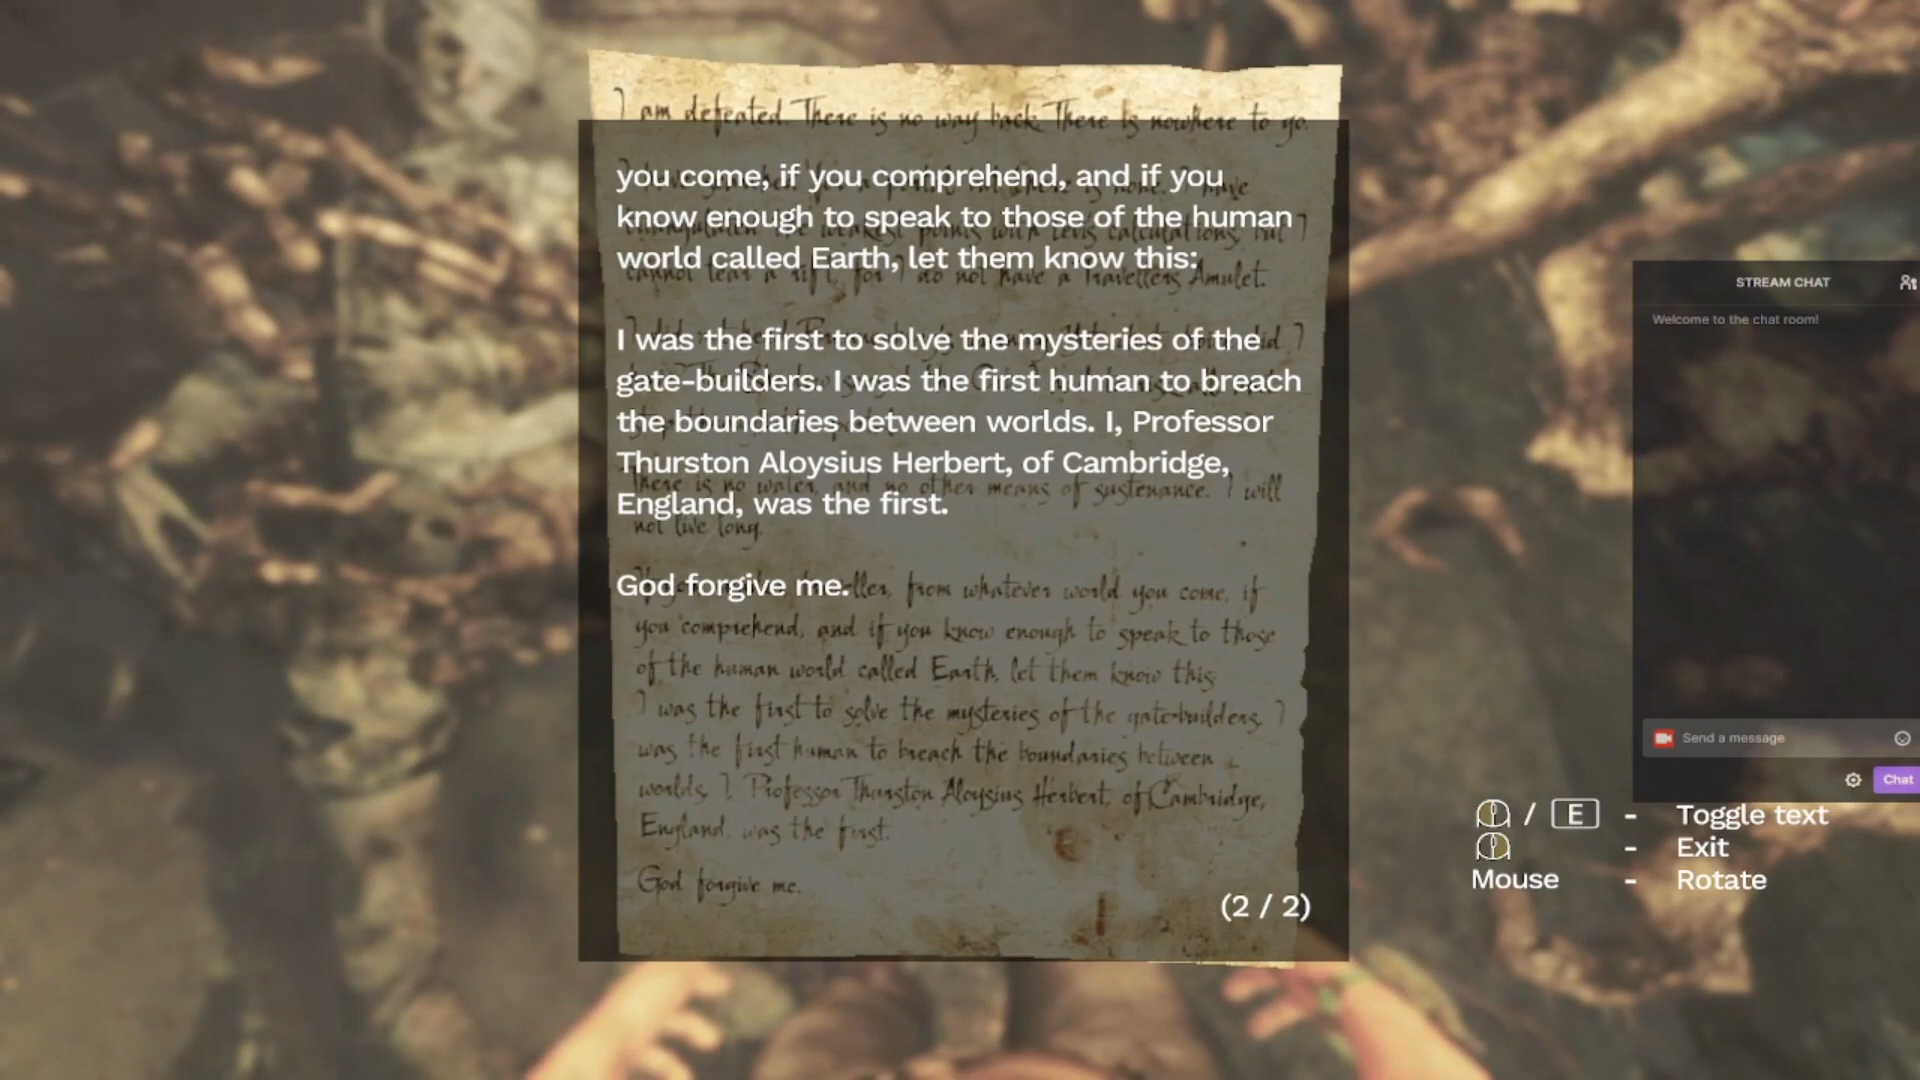 I am defeated. There is no way back. There is nowhere to go.
you come, if you comprehend, and if you
know enough to speak to those of the human
world called Earth, let them know this:
cannot tear a rift, for I do not have a Travellers Amulet.
I was the first to solve the mysteries of the
gate-builders. I was the first human to breach
the boundaries between worlds. I, Professor
Thurston Aloysius Herbert, of Cambridge,
There is no water, and no other means of sustenance. I will
England, was the first.
not live long.
God forgive me.
ller, from whatever world you come, if
you comprehend, and if you know enough to speak to those
of the human world called Earth, let them know this:
I was the first to solve the mysteries of the gate-builders. I
was the first human to breach the boundaries between
worlds. I, Professor Thurston Aloysius Herbert, of Cambridge,
England, was the first.
God forgive me.
(2 / 2)
STREAM CHAT
Welcome to the chat room!
Send a message
Chat
/ E - Toggle text
- Exit
Mouse - Rotate